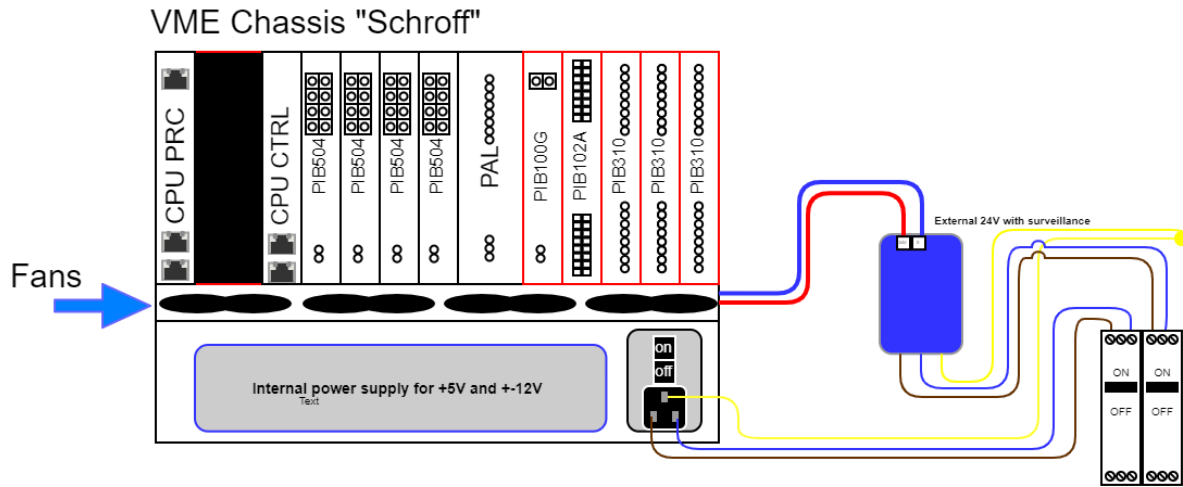 VME Chassis "Schroff"
CPU PRC
CPU CTRL
PIB504
PIB504
PIB504
PIB504
PAL
PIB100G
PIB102A
PIB310
PIB310
PIB310
External 24V with surveillance
Fans
on
off
Internal power supply for +5V and +-12V
Text
ON
OFF
ON
OFF